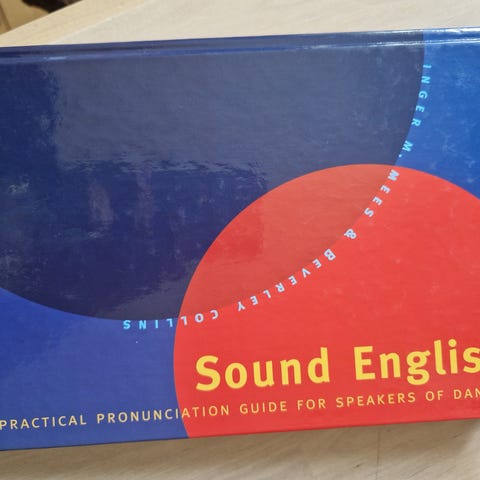 INGER M. MEES & BEVERLEY COLLINS
Sound Englis
PRACTICAL PRONUNCIATION GUIDE FOR SPEAKERS OF DAN